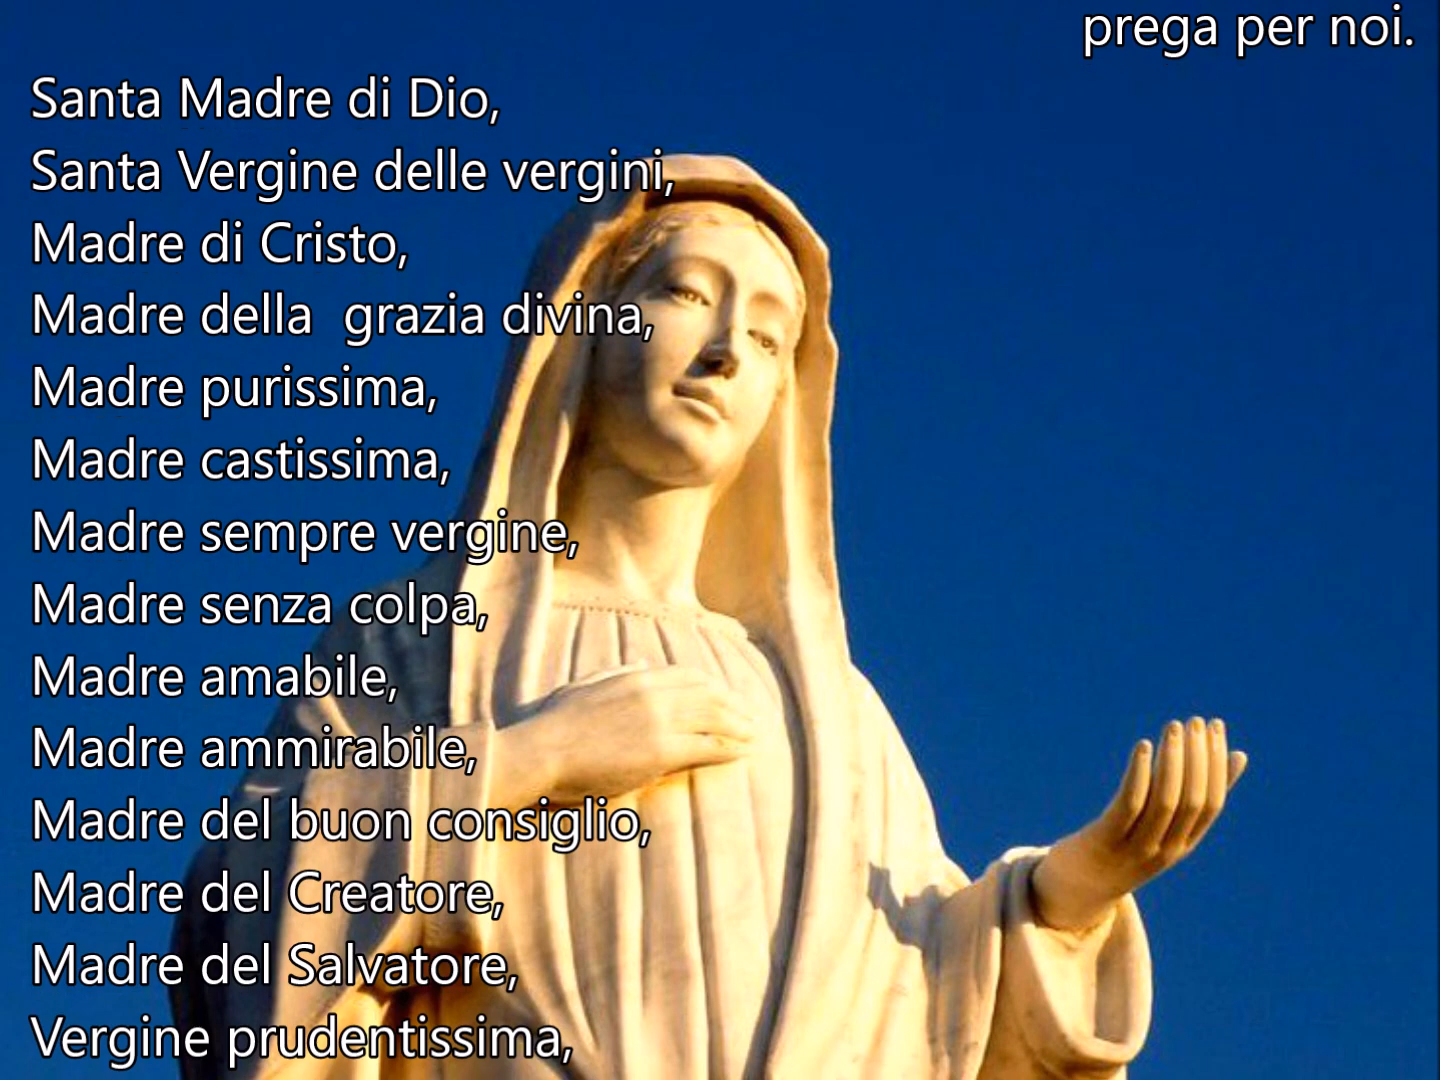 prega per noi.
Santa Madre di Dio,
Santa Vergine delle vergini,
Madre di Cristo,
Madre della  grazia divina,
Madre purissima,
Madre castissima,
Madre sempre vergine,
Madre senza colpa,
Madre amabile,
Madre ammirabile,
Madre del buon consiglio,
Madre del Creatore,
Madre del Salvatore,
Vergine prudentissima,